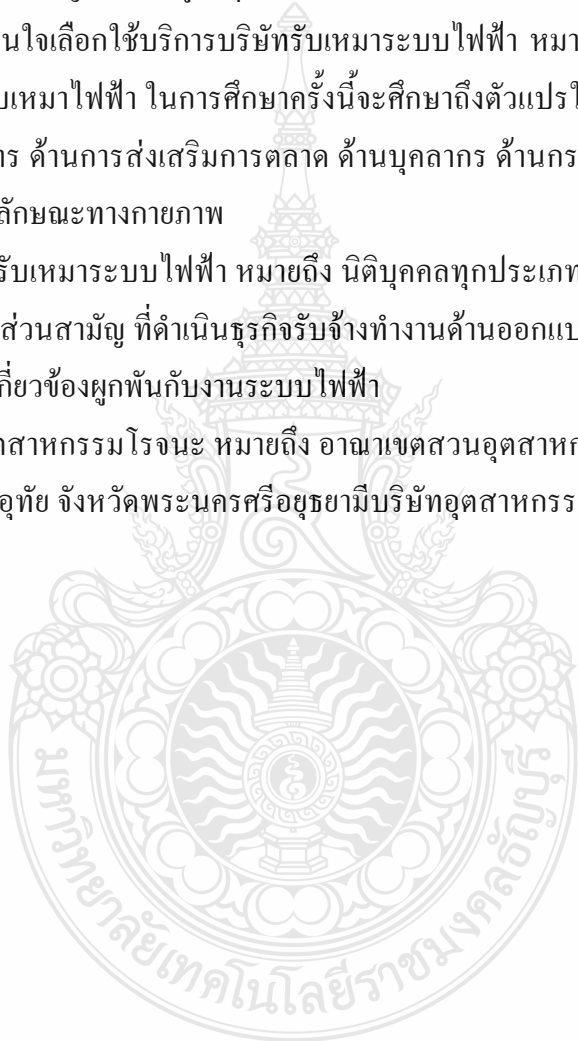 นใจเลือกใช้บริการบริษัทรับเหมาระบบไฟฟ้า หมา
บเหมาไฟฟ้า ในการศึกษาครั้งนี้จะศึกษาถึงตัวแปรใ
าร ด้านการส่งเสริมการตลาด ด้านบุคลากร ด้านกร
ลักษณะทางกายภาพ
รับเหมาระบบไฟฟ้า หมายถึง นิติบุคคลทุกประเภท
ส่วนสามัญ ที่ดำเนินธุรกิจรับจ้างทำงานด้านออกแบ
กี่ยวข้องผูกพันกับงานระบบไฟฟ้า
ตสาหกรรมโรจนะ หมายถึง อาณาเขตสวนอุตสาหก
อุทัย จังหวัดพระนครศรีอยุธยามีบริษัทอุตสาหกรร
มหาวิทยาลัยเทคโนโลยีราชมงคลธัญบุรี